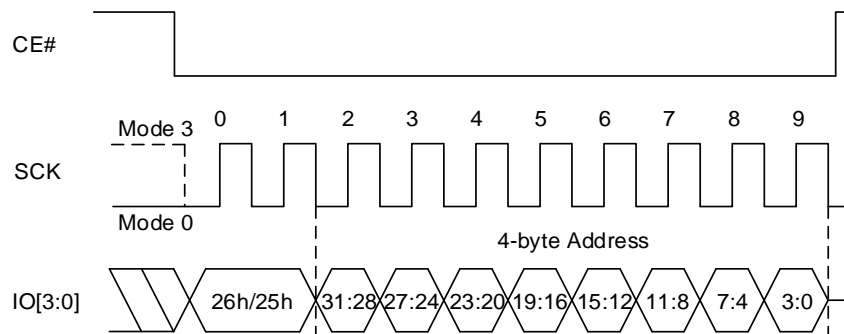 CE#
0 1 2 3 4 5 6 7 8 9
Mode 3
SCK
Mode 0
4-byte Address
IO[3:0] 26h/25h 31:28 27:24 23:20 19:16 15:12 11:8 7:4 3:0